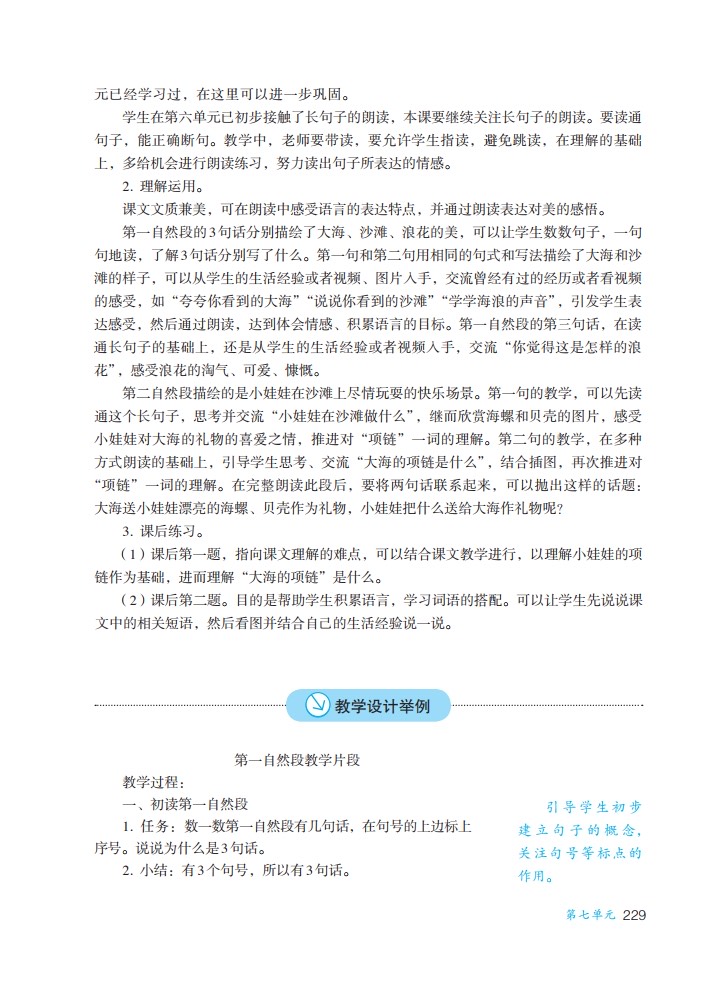 元已经学习过，在这里可以进一步巩固。
学生在第六单元已初步接触了长句子的朗读，本课要继续关注长句子的朗读。要读通
句子，能正确断句。教学中，老师要带读，要允许学生指读，避免跳读，在理解的基础
上，多给机会进行朗读练习，努力读出句子所表达的情感。
2. 理解运用。
课文文质兼美，可在朗读中感受语言的表达特点，并通过朗读表达对美的感悟。
第一自然段的3句话分别描绘了大海、沙滩、浪花的美，可以让学生数数句子，一句
句地读，了解3句话分别写了什么。第一句和第二句用相同的句式和写法描绘了大海和沙
滩的样子，可以从学生的生活经验或者视频、图片入手，交流曾经有过的经历或者看视频
的感受，如“夸夸你看到的大海”“说说你看到的沙滩”“学学海浪的声音”，引发学生表
达感受，然后通过朗读，达到体会情感、积累语言的目标。第一自然段的第三句话，在读
通长句子的基础上，还是从学生的生活经验或者视频入手，交流“你觉得这是怎样的浪
花”，感受浪花的淘气、可爱、慷慨。
第二自然段描绘的是小娃娃在沙滩上尽情玩耍的快乐场景。第一句的教学，可以先读
通这个长句子，思考并交流“小娃娃在沙滩做什么”，继而欣赏海螺和贝壳的图片，感受
小娃娃对大海的礼物的喜爱之情，推进对“项链”一词的理解。第二句的教学，在多种
方式朗读的基础上，引导学生思考、交流“大海的项链是什么”，结合插图，再次推进对
“项链”一词的理解。在完整朗读此段后，要将两句话联系起来，可以抛出这样的话题：
大海送小娃娃漂亮的海螺、贝壳作为礼物，小娃娃把什么送给大海作礼物呢？
3. 课后练习。
（1）课后第一题，指向课文理解的难点，可以结合课文教学进行，以理解小娃娃的项
链作为基础，进而理解“大海的项链”是什么。
（2）课后第二题。目的是帮助学生积累语言，学习词语的搭配。可以让学生先说说课
文中的相关短语，然后看图并结合自己的生活经验说一说。
教学设计举例
第一自然段教学片段
教学过程：
一、初读第一自然段
1. 任务：数一数第一自然段有几句话，在句号的上边标上
序号。说说为什么是3句话。
2. 小结：有3个句号，所以有3句话。
引导学生初步
建立句子的概念，
关注句号等标点的
作用。
第七单元 229